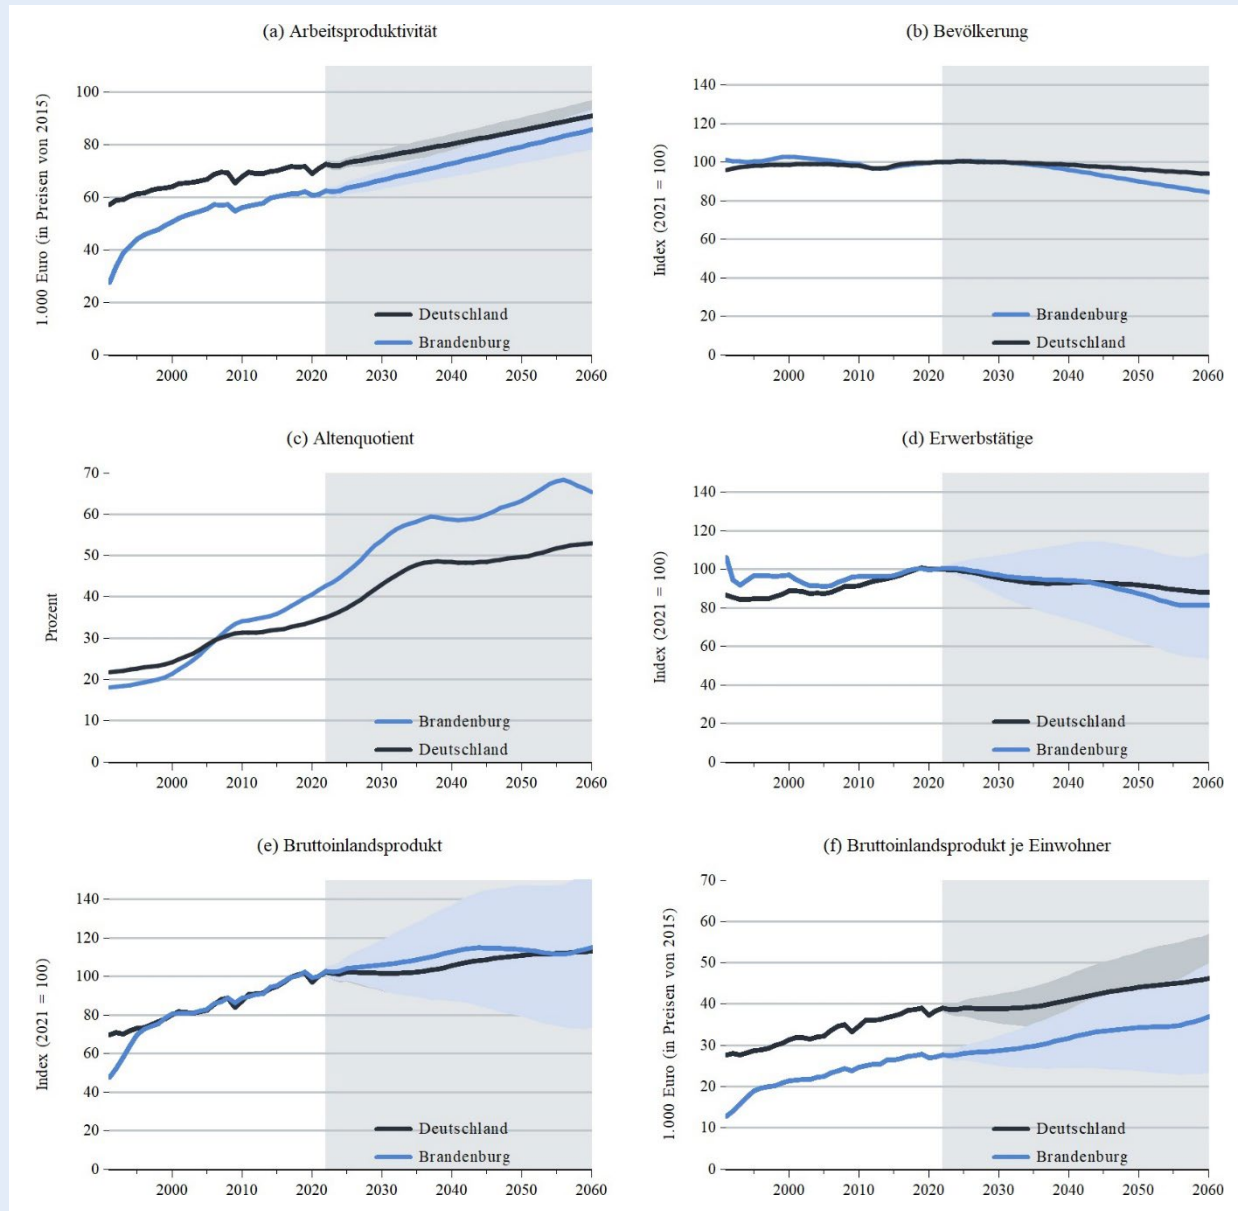 (a) Arbeitsproduktivität
1.000 Euro (in Preisen von 2015)
100
80
60
40
20
0
Deutschland
Brandenburg
2000 2010 2020 2030 2040 2050 2060
(b) Bevölkerung
Index (2021 = 100)
140
120
100
80
60
40
20
0
Brandenburg
Deutschland
2000 2010 2020 2030 2040 2050 2060
(c) Altenquotient
Prozent
70
60
50
40
30
20
10
0
Brandenburg
Deutschland
2000 2010 2020 2030 2040 2050 2060
(d) Erwerbstätige
Index (2021 = 100)
140
120
100
80
60
40
20
0
Deutschland
Brandenburg
2000 2010 2020 2030 2040 2050 2060
(e) Bruttoinlandsprodukt
Index (2021 = 100)
140
120
100
80
60
40
20
0
Deutschland
Brandenburg
2000 2010 2020 2030 2040 2050 2060
(f) Bruttoinlandsprodukt je Einwohner
1.000 Euro (in Preisen von 2015)
70
60
50
40
30
20
10
0
Deutschland
Brandenburg
2000 2010 2020 2030 2040 2050 2060